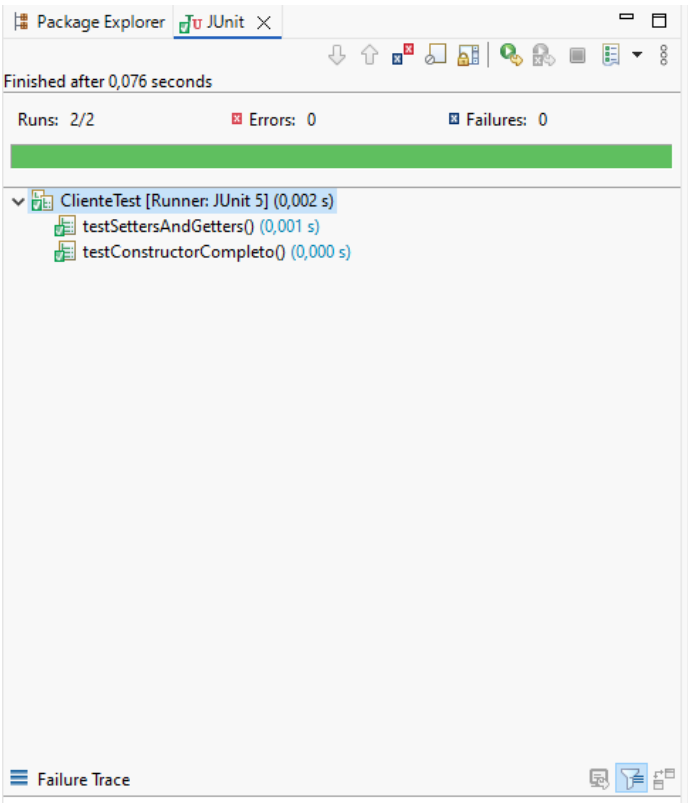 Package Explorer JUnit
Finished after 0,076 seconds
Runs: 2/2 Errors: 0 Failures: 0
ClienteTest [Runner: JUnit 5] (0,002 s)
testSettersAndGetters() (0,001 s)
testConstructorCompleto() (0,000 s)
Failure Trace